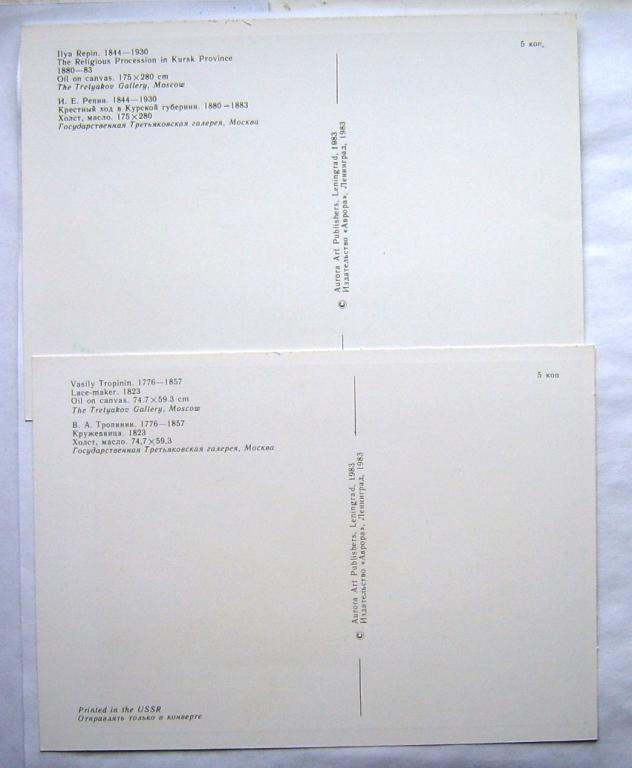 Ilya Repin. 1844—1930
The Religious Procession in Kursk Province
1880—83
Oil on canvas. 175×280 cm
The Tretyakov Gallery, Moscow
И. Е. Репин. 1844—1930
Крестный ход в Курской губернии. 1880—1883
Холст, масло. 175×280
Государственная Третьяковская галерея, Москва
5 коп.
© Aurora Art Publishers, Leningrad, 1983
Издательство «Аврора», Ленинград, 1983
Vasily Tropinin. 1776—1857
Lace-maker. 1823
Oil on canvas. 74.7×59.3 cm
The Tretyakov Gallery, Moscow
В. А. Тропинин. 1776—1857
Кружевница. 1823
Холст, масло. 74,7×59,3
Государственная Третьяковская галерея, Москва
5 коп
© Aurora Art Publishers, Leningrad, 1983
Издательство «Аврора», Ленинград, 1983
Printed in the USSR
Отправлять только в конверте